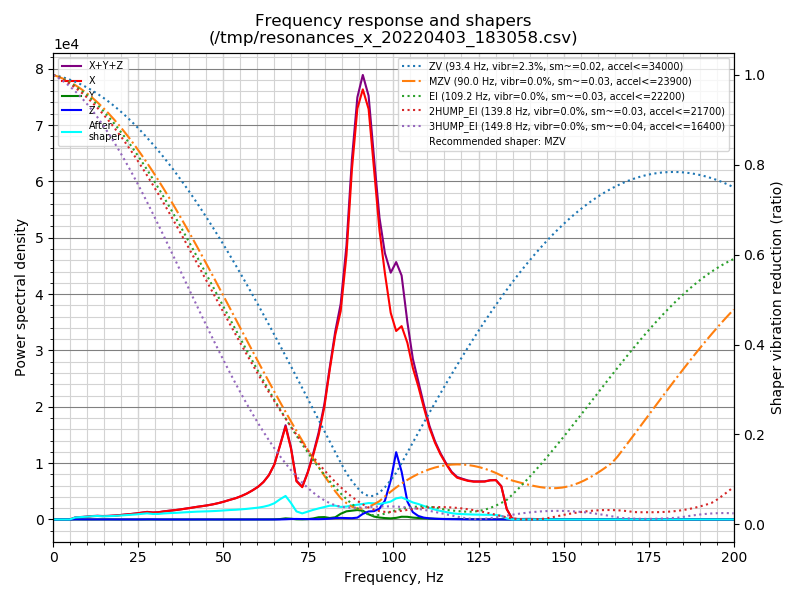 Frequency response and shapers
(/tmp/resonances_x_20220403_183058.csv)
1e4
X+Y+Z
X
Y
Z
After
shaper
ZV (93.4 Hz, vibr=2.3%, sm~=0.02, accel<=34000)
MZV (90.0 Hz, vibr=0.0%, sm~=0.03, accel<=23900)
EI (109.2 Hz, vibr=0.0%, sm~=0.03, accel<=22200)
2HUMP_EI (139.8 Hz, vibr=0.0%, sm~=0.03, accel<=21700)
3HUMP_EI (149.8 Hz, vibr=0.0%, sm~=0.04, accel<=16400)
Recommended shaper: MZV
8
7
6
5
4
3
2
1
0
Power spectral density
1.0
0.8
0.6
0.4
0.2
0.0
Shaper vibration reduction (ratio)
0 25 50 75 100 125 150 175 200
Frequency, Hz